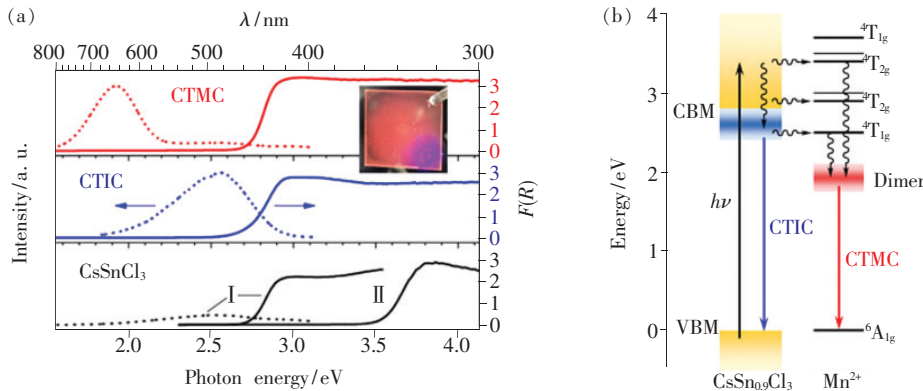 (a)
λ/nm
800 700 600 500 400 300
CTMC
3
2
1
0
CTIC
3
2
1
0
CsSnCl₃
I
II
3
2
1
0
Intensity/a. u.
F(R)
2.0 2.5 3.0 3.5 4.0
Photon energy/eV
(b)
4
3
2
1
0
Energy/eV
CBM
VBM
hν
CTIC
CTMC
⁴T₁g
⁴T₂g
⁴T₂g
⁴T₁g
Dimer
⁶A₁g
CsSn₀.₉Cl₃ Mn²⁺